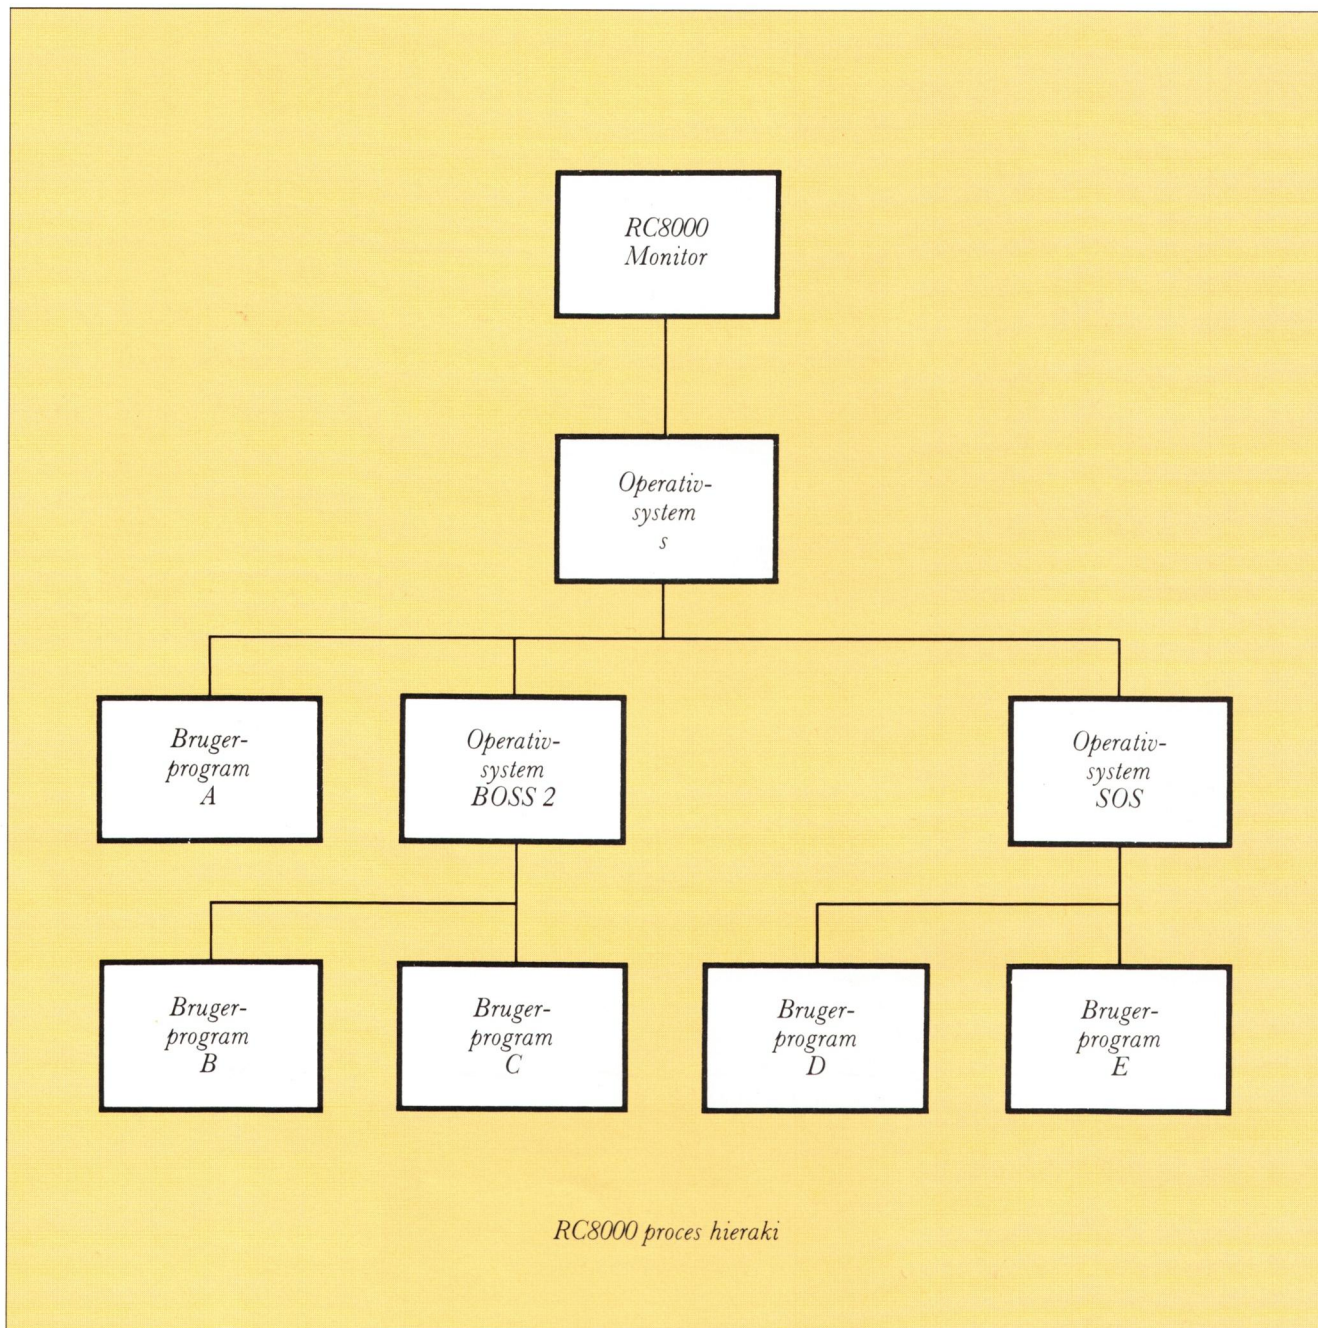 RC8000
Monitor
Operativ-
system
s
Bruger-
program
A
Operativ-
system
BOSS 2
Operativ-
system
SOS
Bruger-
program
B
Bruger-
program
C
Bruger-
program
D
Bruger-
program
E
RC8000 proces hieraki